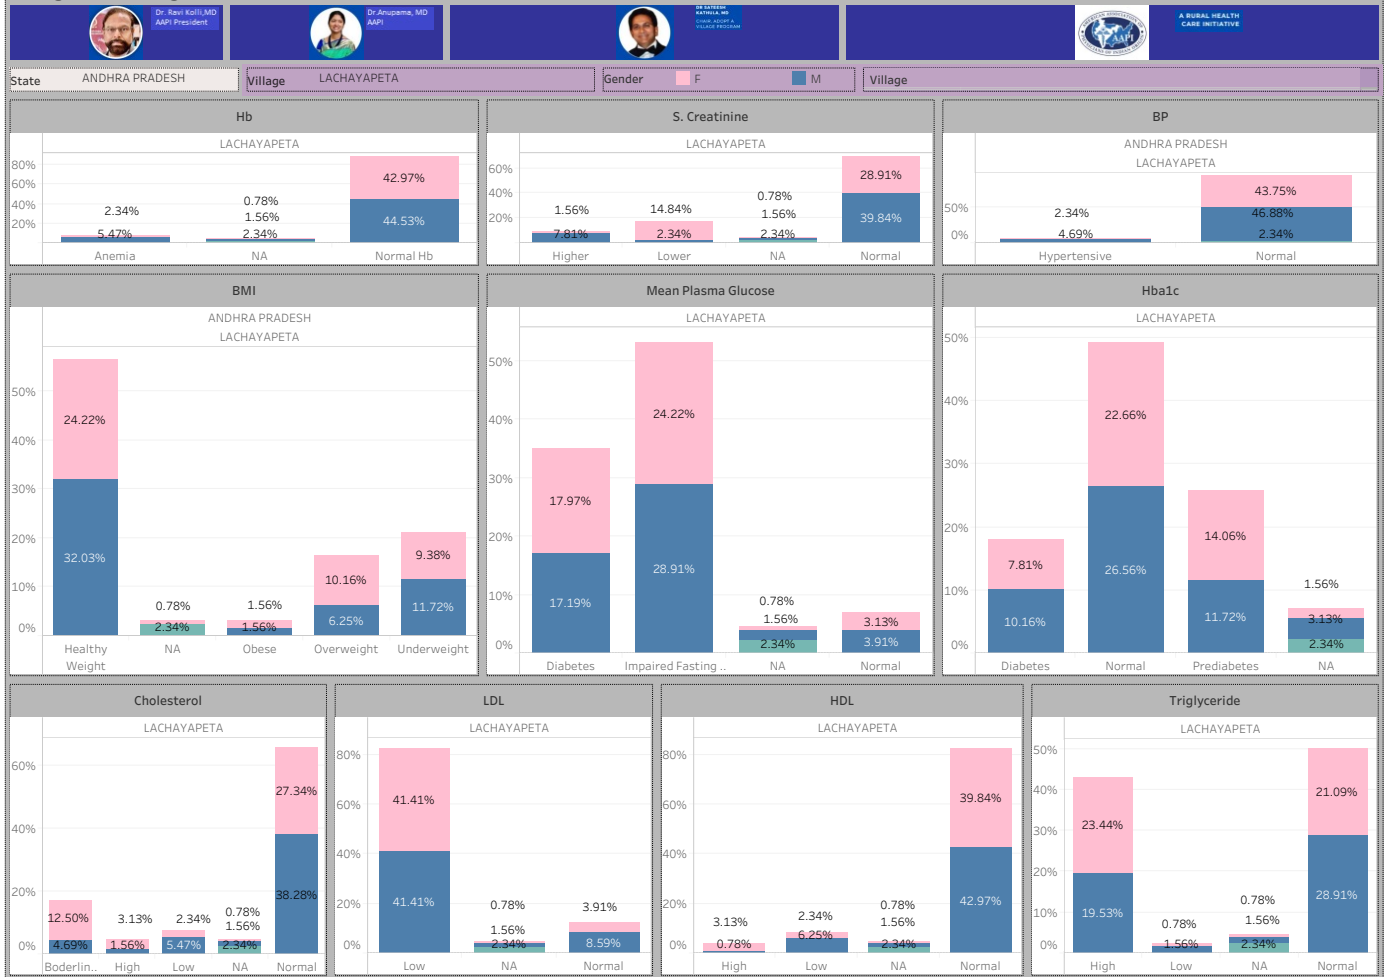 Dr. Ravi Kolli,MD
AAPI President
Dr.Anupama, MD
AAPI
DR SATEESH
KATHULA, MD
CHAIR, ADOPT A
VILLAGE PROGRAM
AAPI
A RURAL HEALTH
CARE INITIATIVE
State ANDHRA PRADESH
Village LACHAYAPETA
Gender F M
Village
Hb
LACHAYAPETA
80%
60%
40%
20%
2.34%
5.47%
0.78%
1.56%
2.34%
42.97%
44.53%
Anemia NA Normal Hb
S. Creatinine
LACHAYAPETA
60%
40%
20%
1.56%
7.81%
14.84%
2.34%
0.78%
1.56%
2.34%
28.91%
39.84%
Higher Lower NA Normal
BP
ANDHRA PRADESH
LACHAYAPETA
50%
0%
2.34%
4.69%
43.75%
46.88%
2.34%
Hypertensive Normal
BMI
ANDHRA PRADESH
LACHAYAPETA
50%
40%
30%
20%
10%
0%
24.22%
32.03%
0.78%
2.34%
1.56%
1.56%
10.16%
6.25%
9.38%
11.72%
Healthy
Weight
NA Obese Overweight Underweight
Mean Plasma Glucose
LACHAYAPETA
50%
40%
30%
20%
10%
0%
17.97%
17.19%
24.22%
28.91%
0.78%
1.56%
2.34%
3.13%
3.91%
Diabetes Impaired Fasting .. NA Normal
Hba1c
LACHAYAPETA
50%
40%
30%
20%
10%
0%
7.81%
10.16%
22.66%
26.56%
14.06%
11.72%
1.56%
3.13%
2.34%
Diabetes Normal Prediabetes NA
Cholesterol
LACHAYAPETA
60%
40%
20%
0%
12.50%
4.69%
3.13%
1.56%
2.34%
5.47%
0.78%
1.56%
2.34%
27.34%
38.28%
Boderlin.. High Low NA Normal
LDL
LACHAYAPETA
80%
60%
40%
20%
0%
41.41%
41.41%
0.78%
1.56%
2.34%
3.91%
8.59%
Low NA Normal
HDL
LACHAYAPETA
80%
60%
40%
20%
0%
3.13%
0.78%
2.34%
6.25%
0.78%
1.56%
2.34%
39.84%
42.97%
High Low NA Normal
Triglyceride
LACHAYAPETA
50%
40%
30%
20%
10%
0%
23.44%
19.53%
0.78%
1.56%
0.78%
1.56%
2.34%
21.09%
28.91%
High Low NA Normal